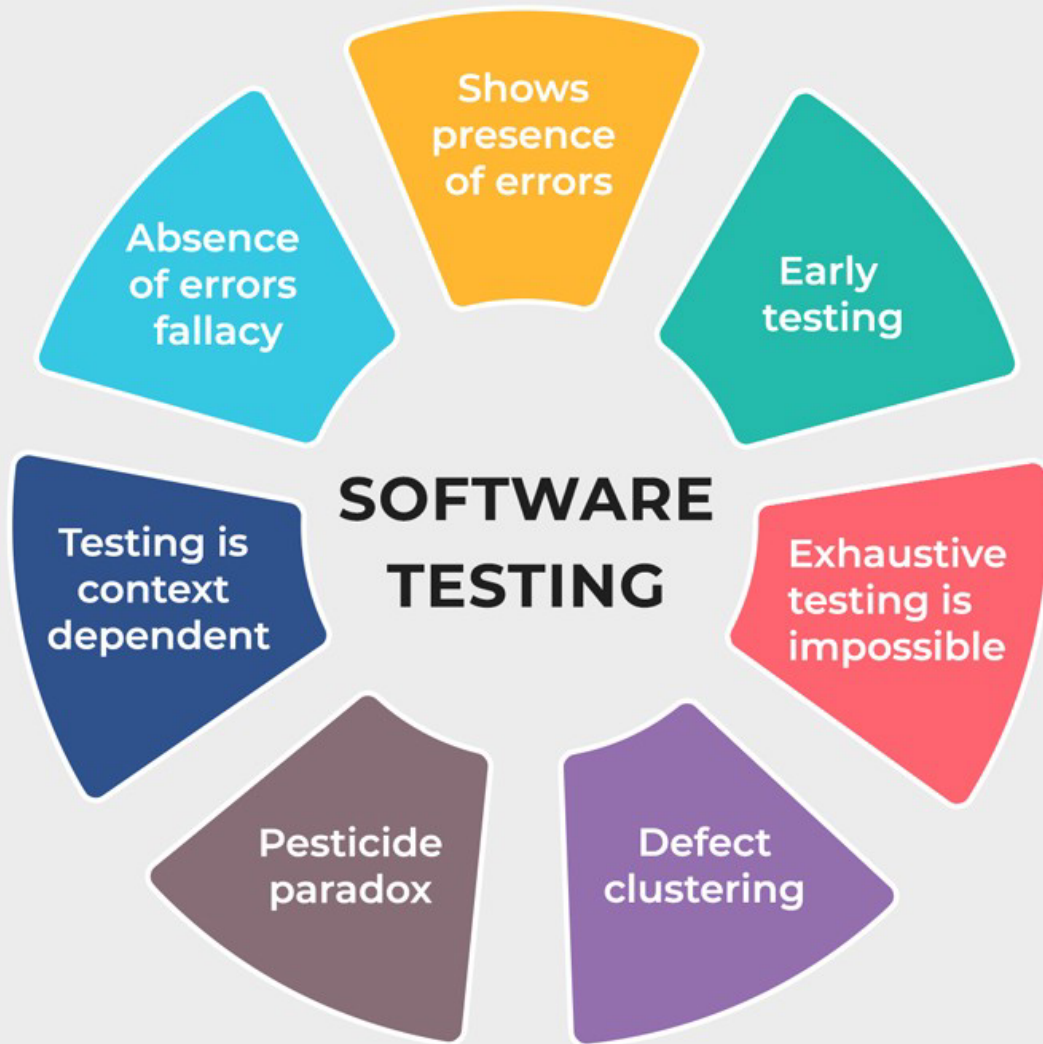 Shows
presence
of errors
Early
testing
Exhaustive
testing is
impossible
Defect
clustering
Pesticide
paradox
Testing is
context
dependent
Absence
of errors
fallacy
SOFTWARE
TESTING